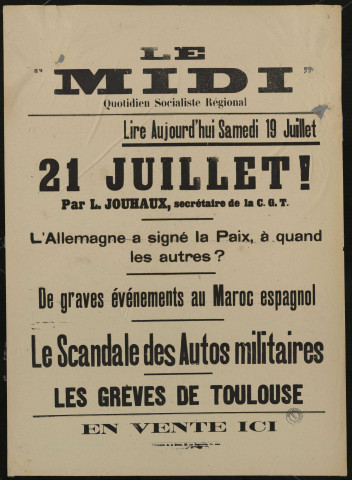 LE
"MIDI"
Quotidien Socialiste Régional
Lire Aujourd'hui Samedi 19 Juillet
21 JUILLET!
Par L. JOUHAUX, secrétaire de la C. G. T.
L'Allemagne a signé la Paix, à quand
les autres?
De graves événements au Maroc espagnol
Le Scandale des Autos militaires
LES GRÈVES DE TOULOUSE
EN VENTE ICI